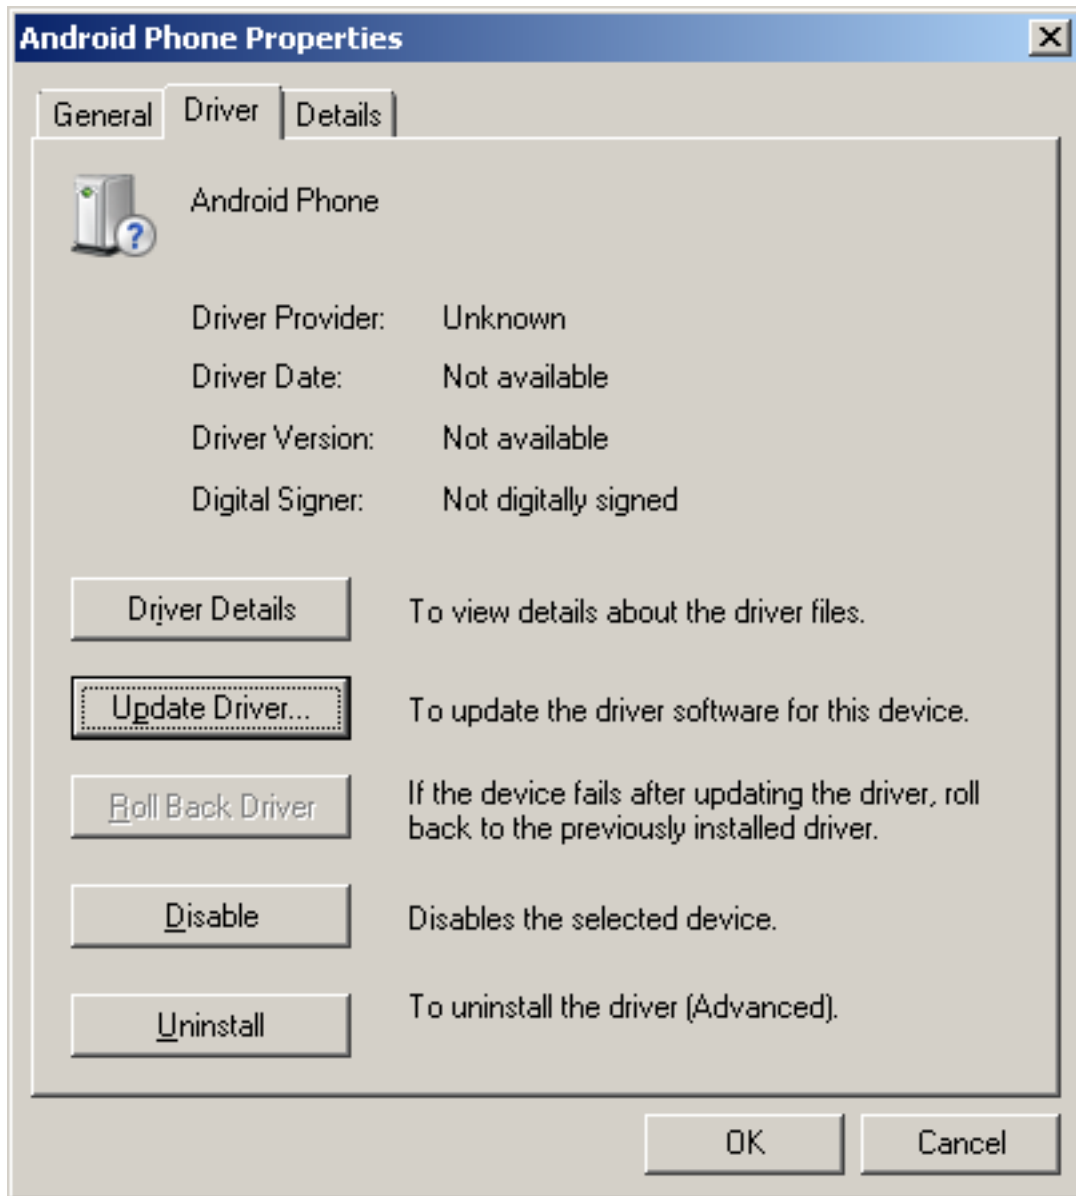 Android Phone Properties
General Driver Details
Android Phone
Driver Provider: Unknown
Driver Date: Not available
Driver Version: Not available
Digital Signer: Not digitally signed
Driver Details To view details about the driver files.
Update Driver... To update the driver software for this device.
Roll Back Driver If the device fails after updating the driver, roll
back to the previously installed driver.
Disable Disables the selected device.
Uninstall To uninstall the driver (Advanced).
OK Cancel